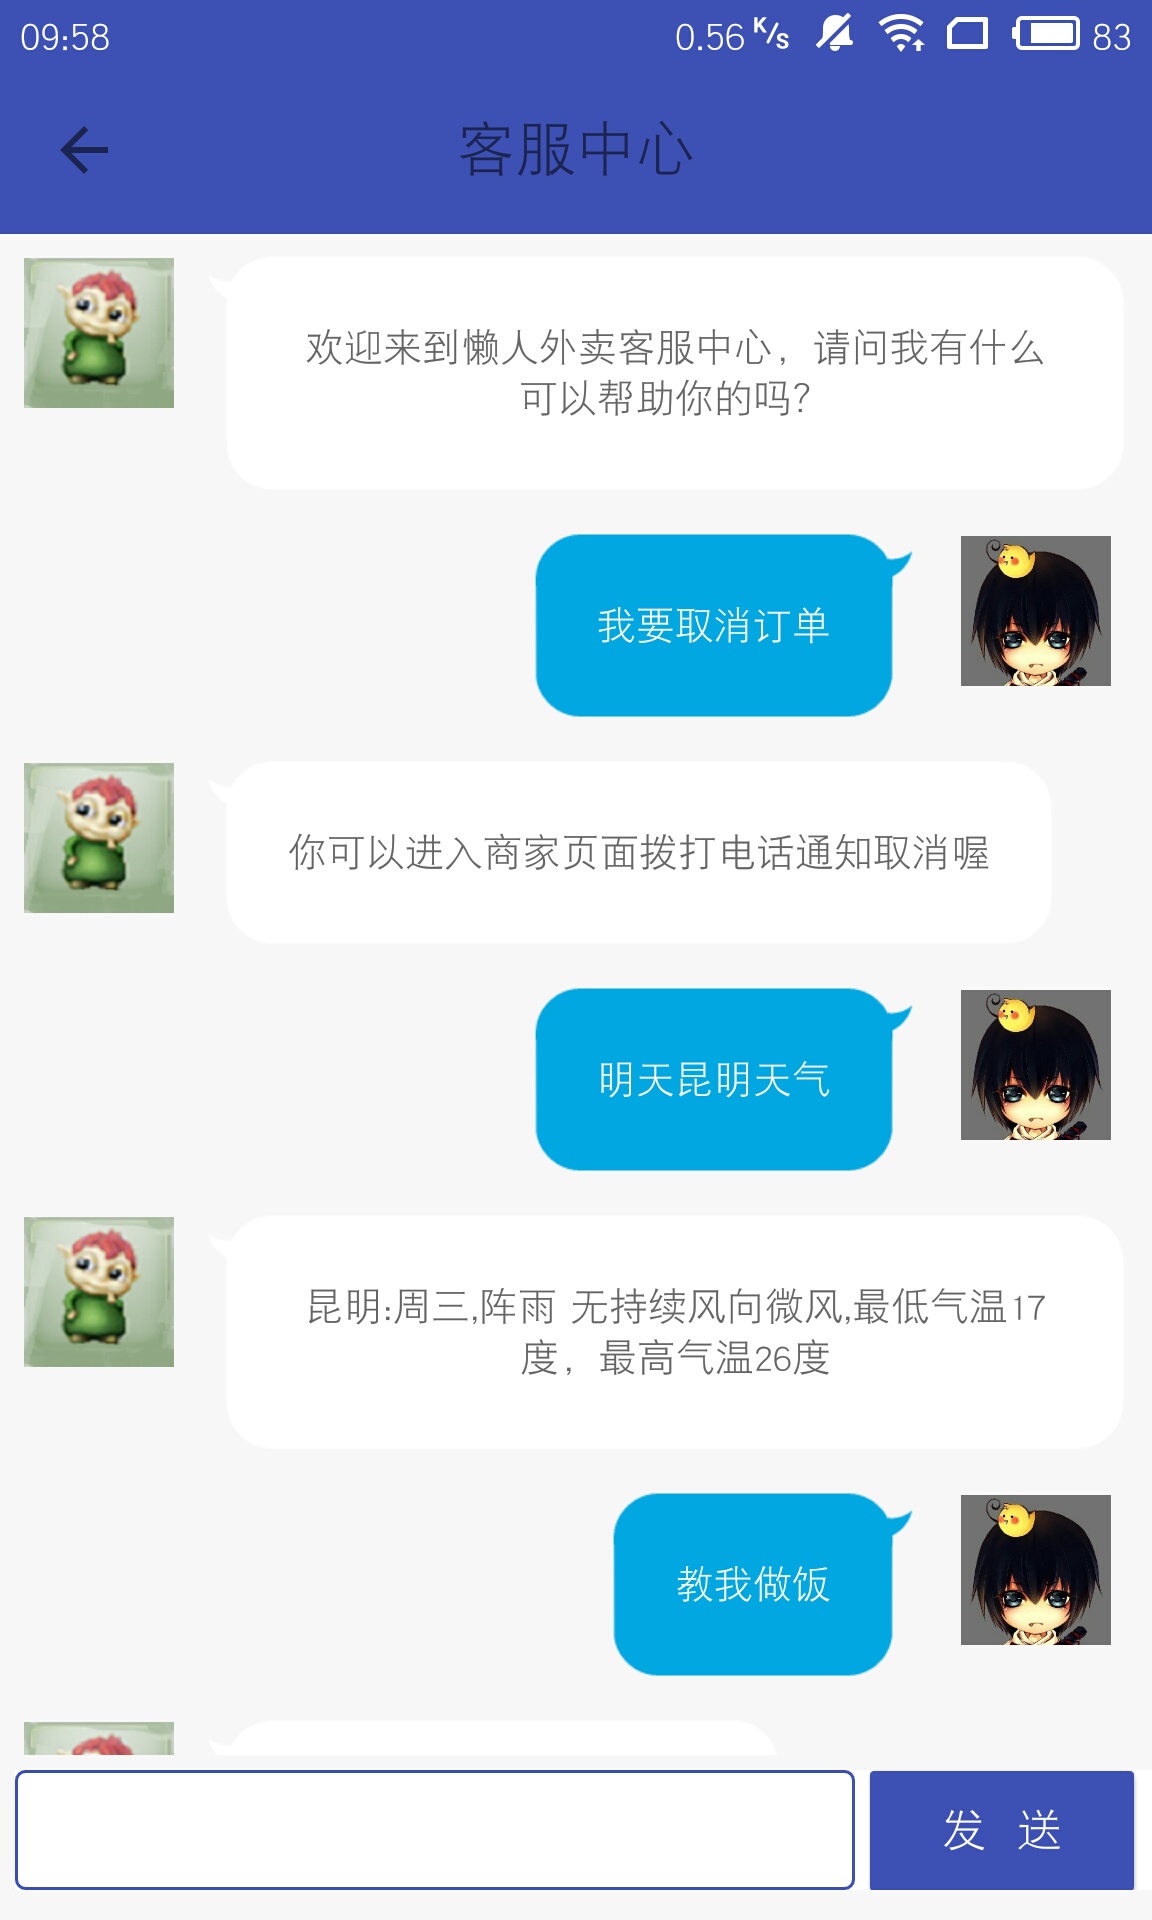 09:58
0.56 K/s
83
客服中心
欢迎来到懒人外卖客服中心，请问我有什么
可以帮助你的吗？
我要取消订单
你可以进入商家页面拨打电话通知取消喔
明天昆明天气
昆明:周三,阵雨 无持续风向微风,最低气温17
度，最高气温26度
教我做饭
发 送